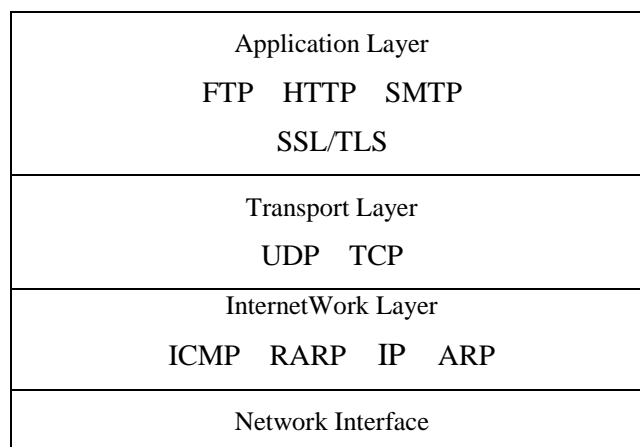 Application Layer
FTP HTTP SMTP
SSL/TLS
Transport Layer
UDP TCP
InternetWork Layer
ICMP RARP IP ARP
Network Interface